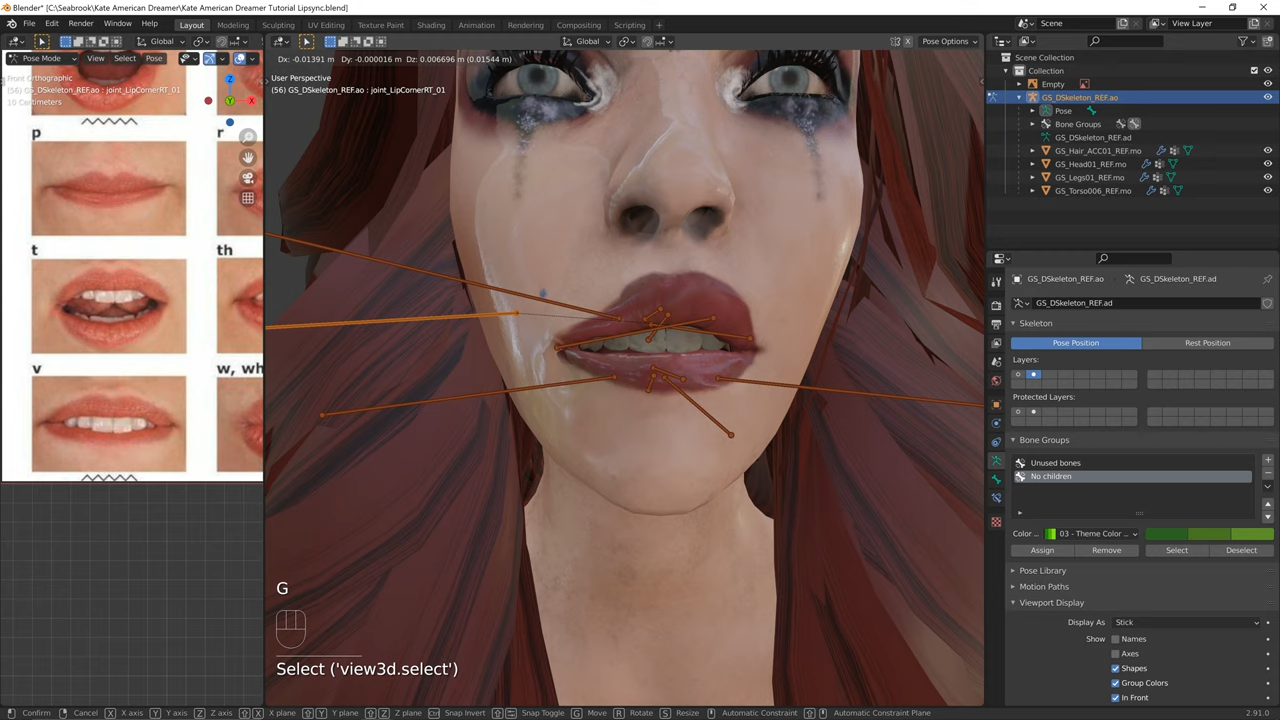 Blender* [C:\Seabrook\Kate American Dreamer\Kate American Dreamer Tutorial Lipsync.blend]
File Edit Render Window Help Layout Modeling Sculpting UV Editing Texture Paint Shading Animation Rendering Compositing Scripting + Scene View Layer
Global Global Pose Options
Pose Mode View Select Pose
Dx: -0.01391 m Dy: -0.000016 m Dz: 0.006696 m (0.01544 m)
Front Orthographic
(56) GS_DSkeleton_REF.ao : joint_LipCornerRT_01
10 Centimeters
User Perspective
(56) GS_DSkeleton_REF.ao : joint_LipCornerRT_01
Z
X
Y
p r
t th
v w, wh
G
Select ('view3d.select')
Scene Collection
Collection
Empty
GS_DSkeleton_REF.ao
Pose
Bone Groups
GS_DSkeleton_REF.ad
GS_Hair_ACC01_REF.mo
GS_Head01_REF.mo
GS_Legs01_REF.mo
GS_Torso006_REF.mo
GS_DSkeleton_REF.ao GS_DSkeleton_REF.ad
GS_DSkeleton_REF.ad
Skeleton
Pose Position Rest Position
Layers:
Protected Layers:
Bone Groups
Unused bones
No children
Color ... 03 - Theme Color ...
Assign Remove Select Deselect
Pose Library
Motion Paths
Viewport Display
Display As Stick
Show Names
Axes
Shapes
Group Colors
In Front
Confirm Cancel X X axis Y Y axis Z Z axis X X plane Y Y plane Z Z plane Snap Invert Snap Toggle G Move R Rotate S Resize Automatic Constraint Automatic Constraint Plane 2.91.0